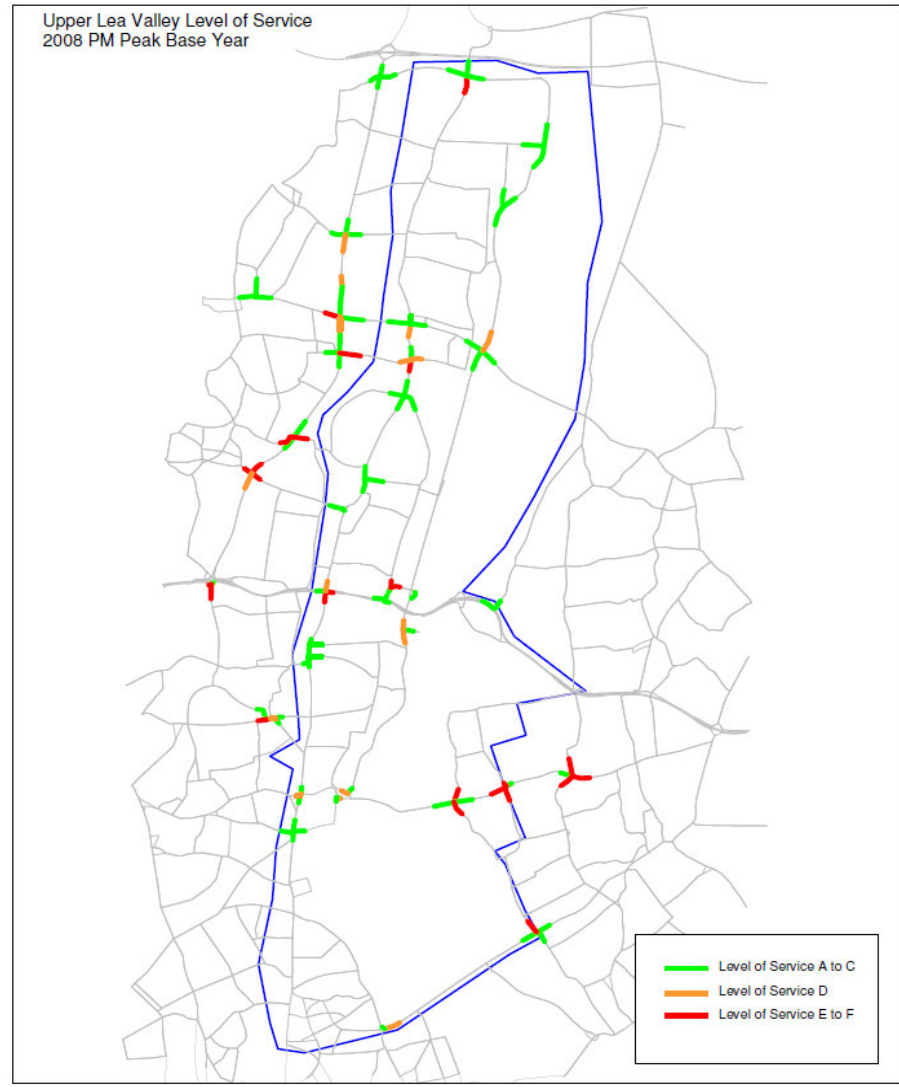 Upper Lea Valley Level of Service
2008 PM Peak Base Year
Level of Service A to C
Level of Service D
Level of Service E to F